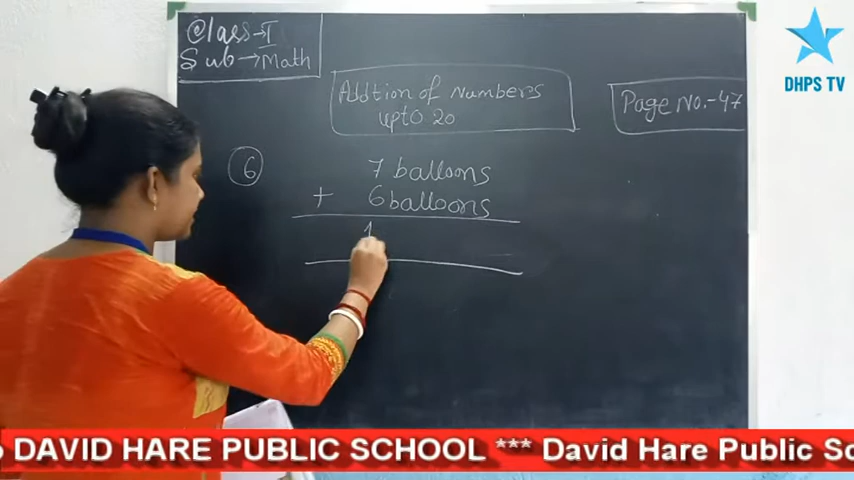 Class→I
Sub→Math
Addtion of Numbers
upto 20
Page No.-47
6
7 balloons
+ 6 balloons
1
DHPS TV
DAVID HARE PUBLIC SCHOOL *** David Hare Public Sc